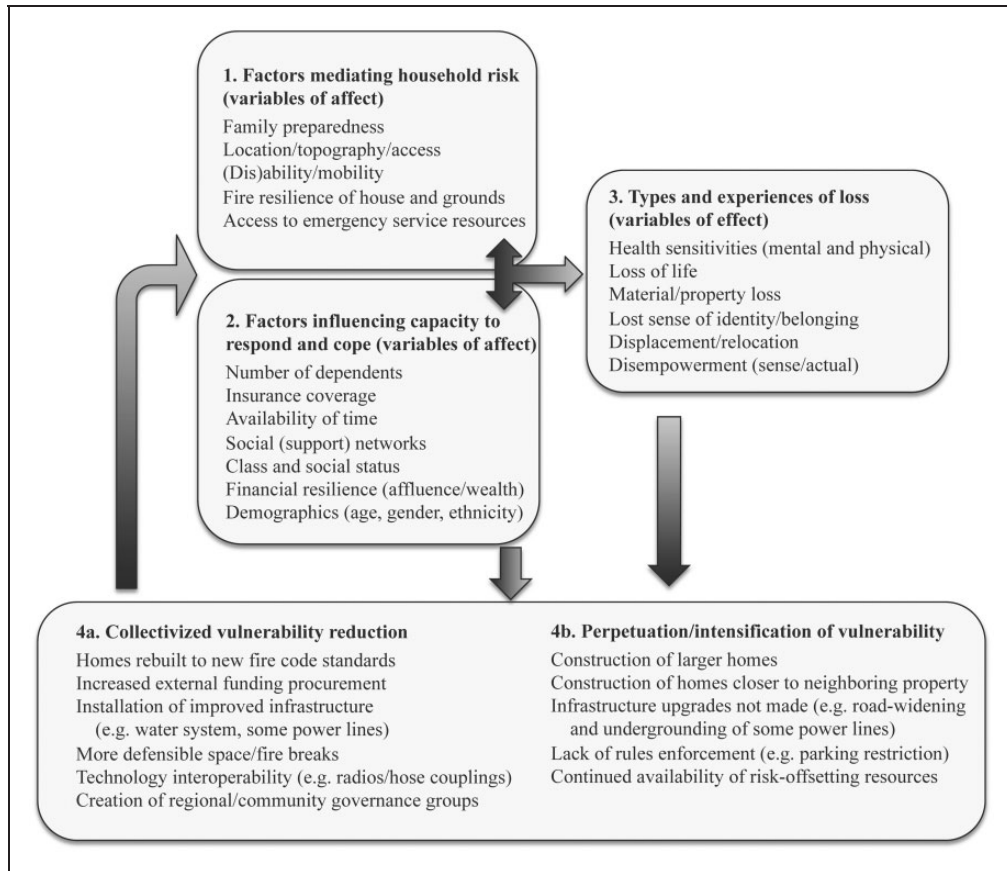 1. Factors mediating household risk
(variables of affect)
Family preparedness
Location/topography/access
(Dis)ability/mobility
Fire resilience of house and grounds
Access to emergency service resources
2. Factors influencing capacity to
respond and cope (variables of affect)
Number of dependents
Insurance coverage
Availability of time
Social (support) networks
Class and social status
Financial resilience (affluence/wealth)
Demographics (age, gender, ethnicity)
3. Types and experiences of loss
(variables of effect)
Health sensitivities (mental and physical)
Loss of life
Material/property loss
Lost sense of identity/belonging
Displacement/relocation
Disempowerment (sense/actual)
4a. Collectivized vulnerability reduction
Homes rebuilt to new fire code standards
Increased external funding procurement
Installation of improved infrastructure
(e.g. water system, some power lines)
More defensible space/fire breaks
Technology interoperability (e.g. radios/hose couplings)
Creation of regional/community governance groups
4b. Perpetuation/intensification of vulnerability
Construction of larger homes
Construction of homes closer to neighboring property
Infrastructure upgrades not made (e.g. road-widening
and undergrounding of some power lines)
Lack of rules enforcement (e.g. parking restriction)
Continued availability of risk-offsetting resources